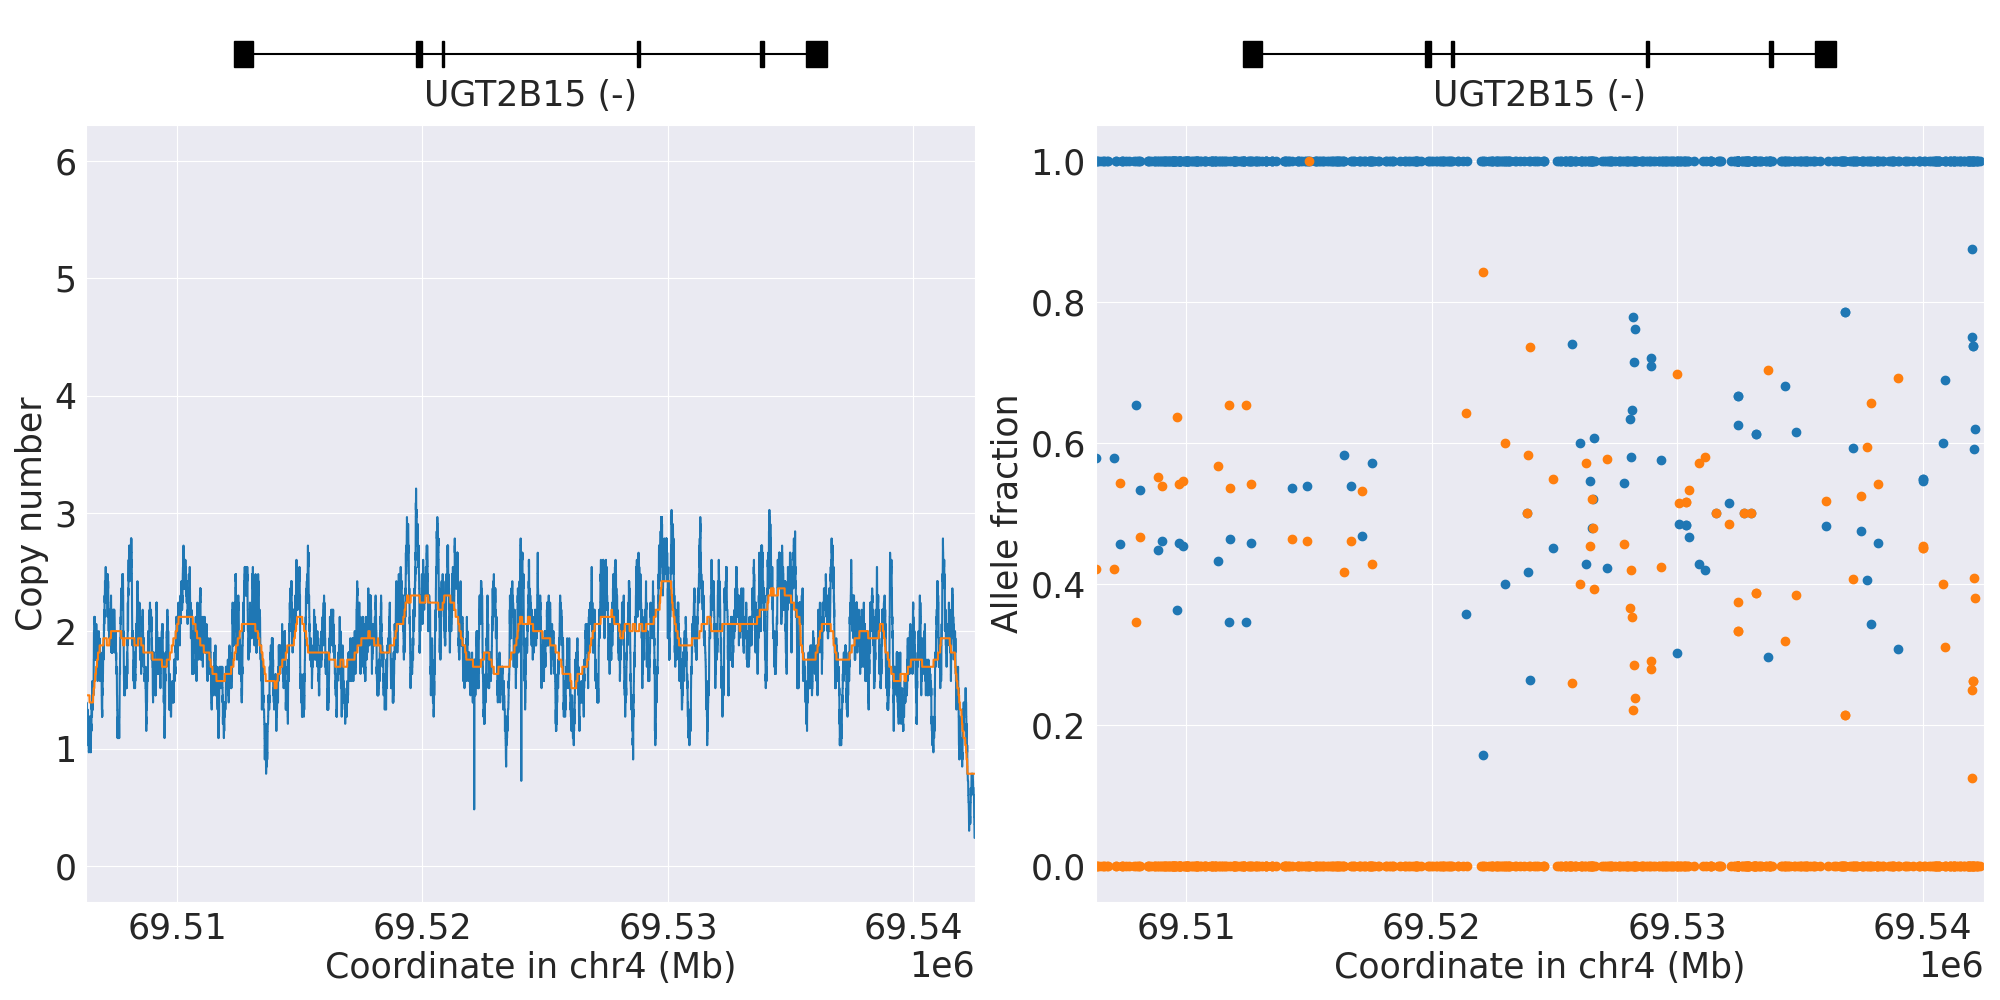 UGT2B15 (-)
6
5
4
3
2
1
0
Copy number
69.51 69.52 69.53 69.54
Coordinate in chr4 (Mb)
1e6
UGT2B15 (-)
1.0
0.8
0.6
0.4
0.2
0.0
Allele fraction
69.51 69.52 69.53 69.54
Coordinate in chr4 (Mb)
1e6